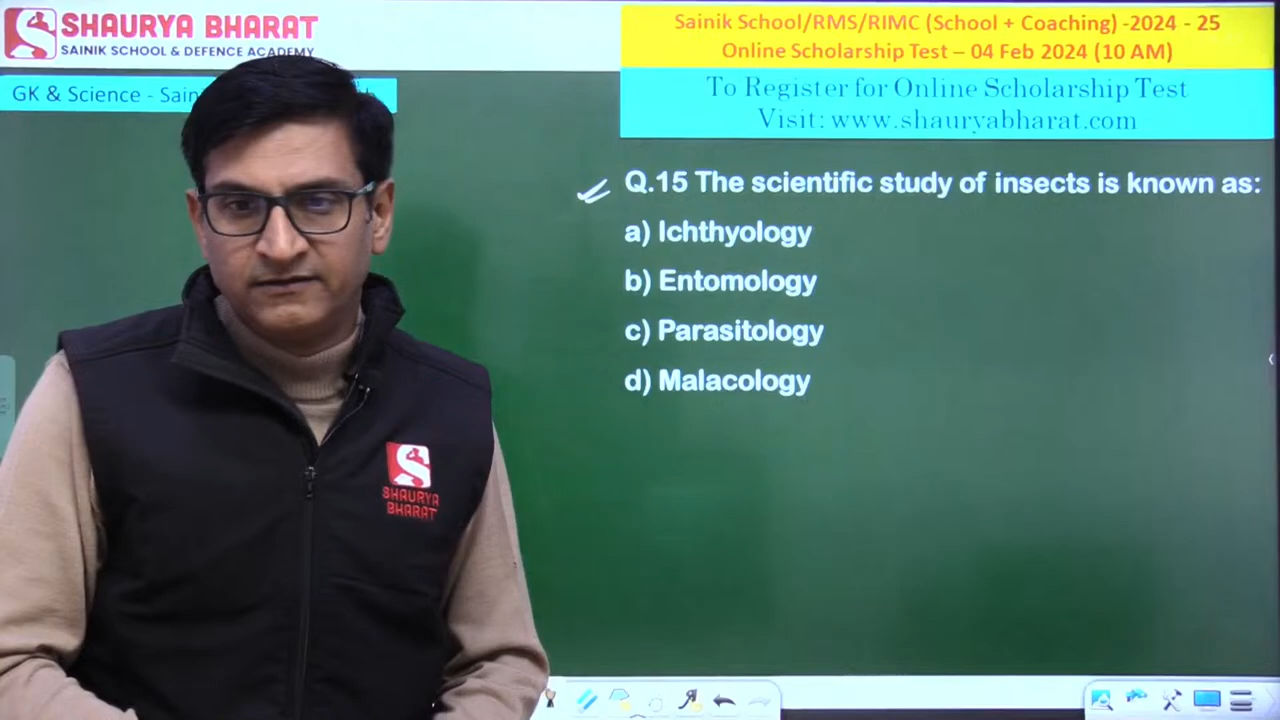 SHAURYA BHARAT
SAINIK SCHOOL & DEFENCE ACADEMY
Sainik School/RMS/RIMC (School + Coaching) -2024 - 25
Online Scholarship Test – 04 Feb 2024 (10 AM)
GK & Science -
To Register for Online Scholarship Test
Visit: www.shauryabharat.com
Q.15 The scientific study of insects is known as:
a) Ichthyology
b) Entomology
c) Parasitology
d) Malacology
SHAURYA
BHARAT